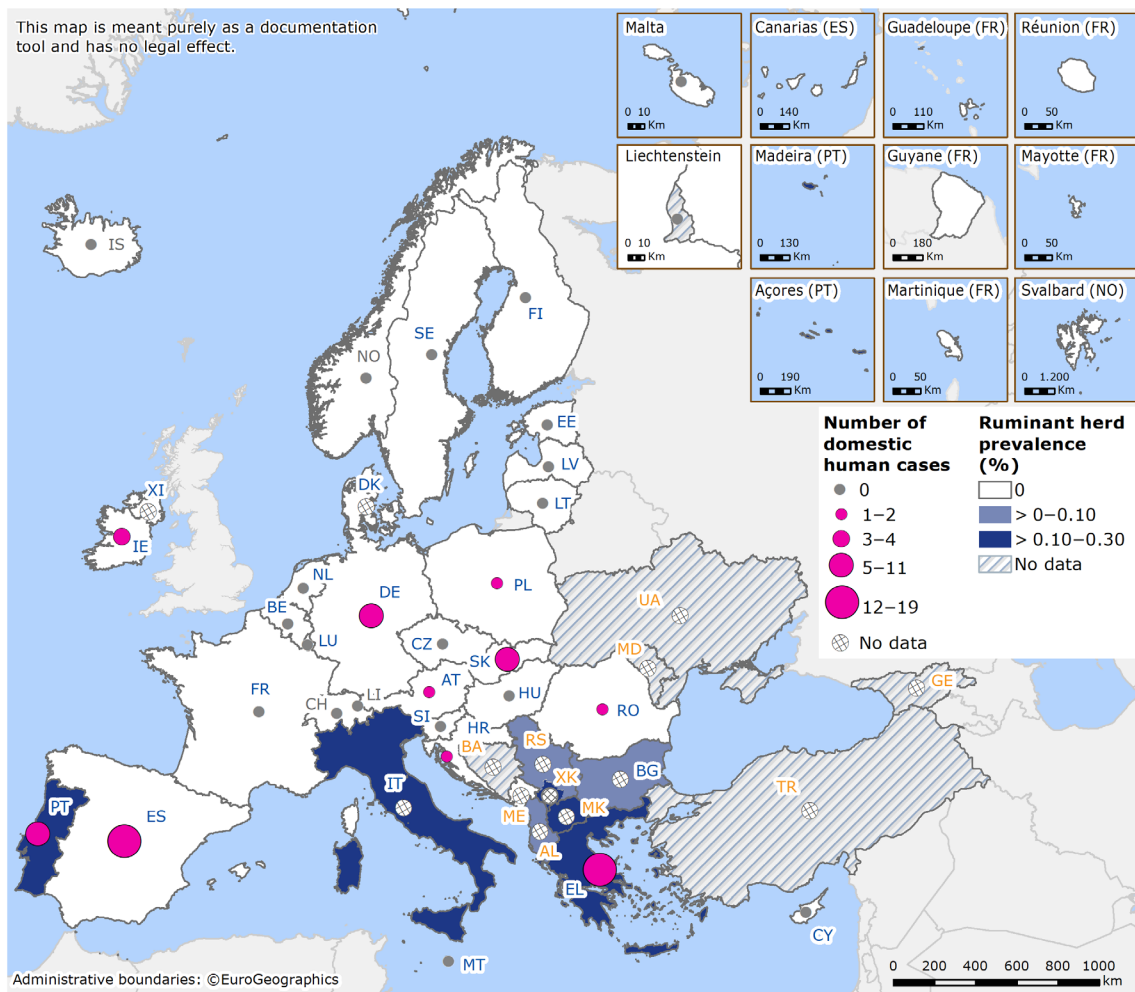 This map is meant purely as a documentation
tool and has no legal effect.
Malta
0 10
Km
Canarias (ES)
0 140
Km
Guadeloupe (FR)
0 110
Km
Réunion (FR)
0 50
Km
Liechtenstein
0 10
Km
Madeira (PT)
0 130
Km
Guyane (FR)
0 180
Km
Mayotte (FR)
0 50
Km
Açores (PT)
0 190
Km
Martinique (FR)
0 50
Km
Svalbard (NO)
0 1.200
Km
Number of
domestic
human cases
0
1–2
3–4
5–11
12–19
No data
Ruminant herd
prevalence
(%)
0
> 0–0.10
> 0.10–0.30
No data
IS
FI
SE
NO
EE
LV
LT
DK
XI
IE
NL
BE
LU
DE
PL
CZ
SK
UA
MD
GE
FR
CH
LI
AT
HU
SI
HR
RO
BA
RS
XK
BG
IT
ME
MK
AL
TR
PT
ES
EL
CY
MT
Administrative boundaries: ©EuroGeographics
0 200 400 600 800 1000
km